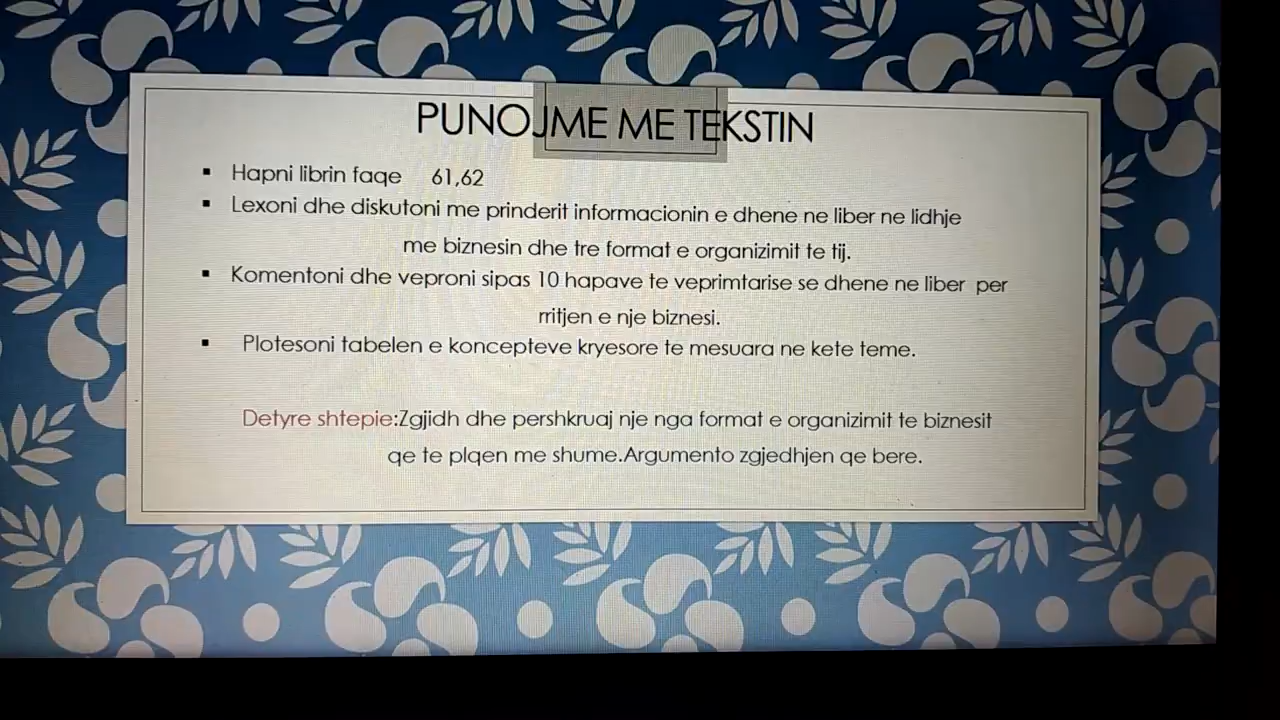 PUNOJME ME TEKSTIN
Hapni librin faqe 61,62
Lexoni dhe diskutoni me prinderit informacionin e dhene ne liber ne lidhje
me biznesin dhe tre format e organizimit te tij.
Komentoni dhe veproni sipas 10 hapave te veprimtarise se dhene ne liber per
rritjen e nje biznesi.
Plotesoni tabelen e koncepteve kryesore te mesuara ne kete teme.
Detyre shtepie:Zgjidh dhe pershkruaj nje nga format e organizimit te biznesit
qe te plqen me shume.Argumento zgjedhjen qe bere.